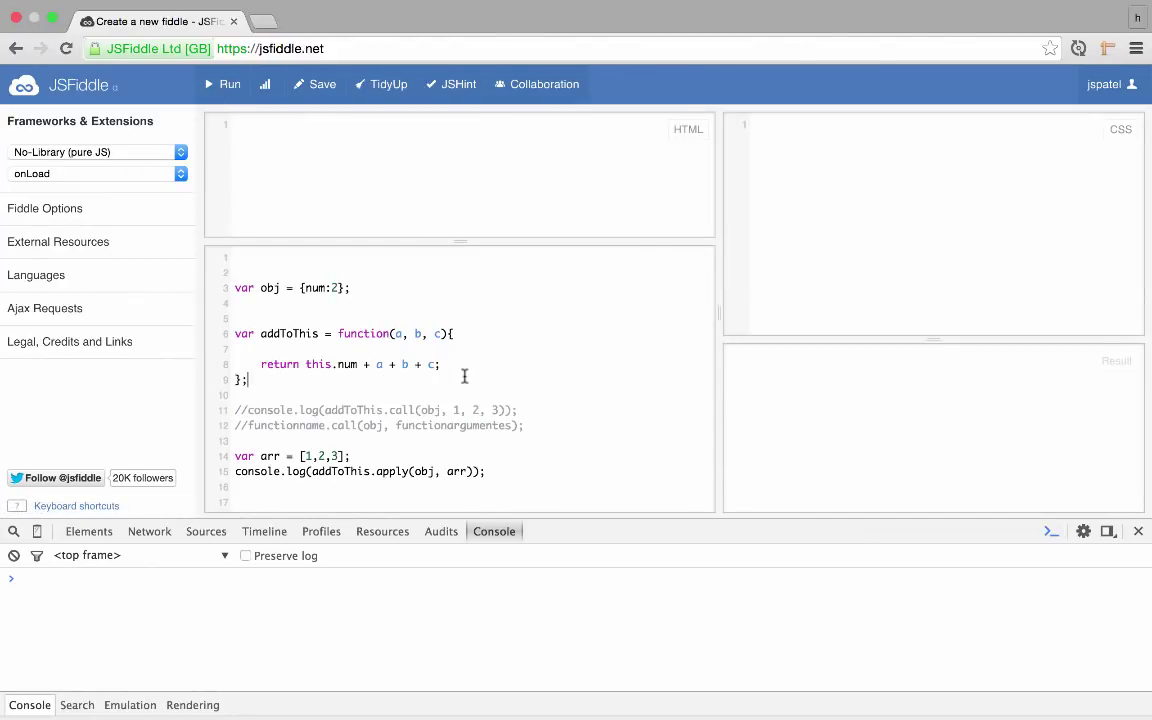 Create a new fiddle - JSFi
h
JSFiddle Ltd [GB] https://jsfiddle.net
JSFiddle α Run Save TidyUp JSHint Collaboration jspatel
Frameworks & Extensions
No-Library (pure JS)
onLoad
Fiddle Options
External Resources
Languages
Ajax Requests
Legal, Credits and Links
Follow @jsfiddle 20K followers
? Keyboard shortcuts
1 HTML
1 CSS
1
2
3 var obj = {num:2};
4
5
6 var addToThis = function(a, b, c){
7
8 return this.num + a + b + c;
9 };
10
11 //console.log(addToThis.call(obj, 1, 2, 3));
12 //functionname.call(obj, functionargumentes);
13
14 var arr = [1,2,3];
15 console.log(addToThis.apply(obj, arr));
16
17
Result
Elements Network Sources Timeline Profiles Resources Audits Console
<top frame> Preserve log
>
Console Search Emulation Rendering